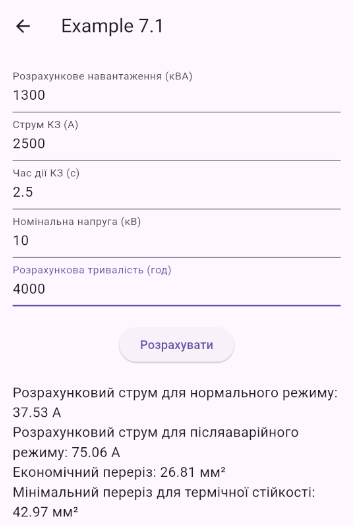 Example 7.1
Розрахункове навантаження (кВА)
1300
Струм КЗ (А)
2500
Час дії КЗ (с)
2.5
Номінальна напруга (кВ)
10
Розрахункова тривалість (год)
4000
Розрахувати
Розрахунковий струм для нормального режиму:
37.53 А
Розрахунковий струм для післяаварійного
режиму: 75.06 А
Економічний переріз: 26.81 мм²
Мінімальний переріз для термічної стійкості:
42.97 мм²